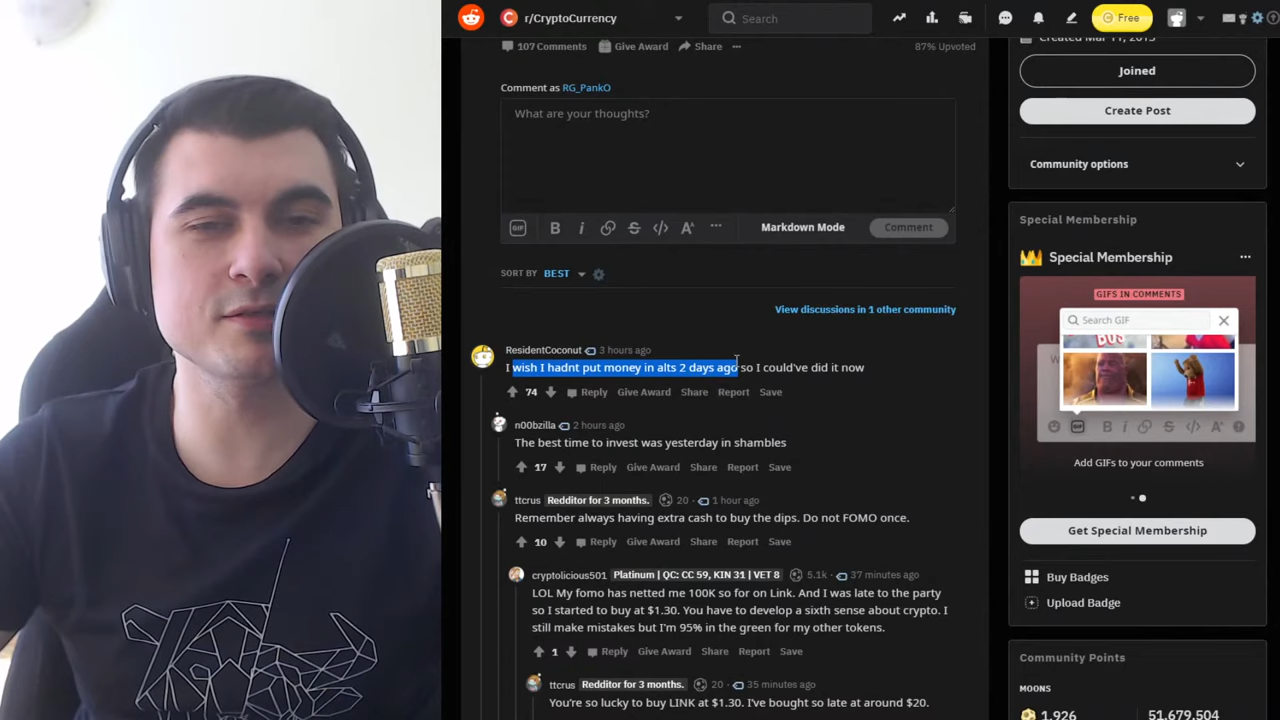 r/CryptoCurrency
Search
Free
107 Comments Give Award Share ...
87% Upvoted
Comment as RG_PankO
What are your thoughts?
GIF B i S </> A ... Markdown Mode Comment
SORT BY BEST
View discussions in 1 other community
ResidentCoconut 3 hours ago
I wish I hadnt put money in alts 2 days ago so I could've did it now
74 Reply Give Award Share Report Save
n00bzilla 2 hours ago
The best time to invest was yesterday in shambles
17 Reply Give Award Share Report Save
ttcrus Redditor for 3 months. 20 - 1 hour ago
Remember always having extra cash to buy the dips. Do not FOMO once.
10 Reply Give Award Share Report Save
cryptolicious501 Platinum | QC: CC 59, KIN 31 | VET 8 5.1k - 37 minutes ago
LOL My fomo has netted me 100K so for on Link. And I was late to the party
so I started to buy at $1.30. You have to develop a sixth sense about crypto. I
still make mistakes but I'm 95% in the green for my other tokens.
1 Reply Give Award Share Report Save
ttcrus Redditor for 3 months. 20 - 35 minutes ago
You're so lucky to buy LINK at $1.30. I've bought so late at around $20.
Joined
Create Post
Community options
Special Membership
Special Membership ...
GIFS IN COMMENTS
Search GIF
GIF B i
Add GIFs to your comments
Get Special Membership
Buy Badges
Upload Badge
Community Points
MOONS
1,926 51,679,504